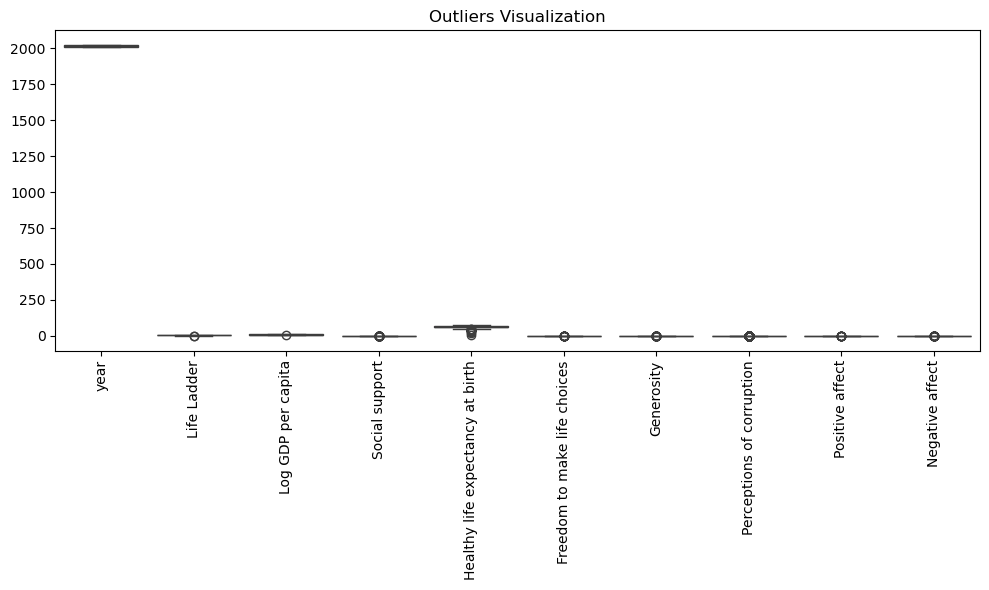 Outliers Visualization
2000
1750
1500
1250
1000
750
500
250
0
year
Life Ladder
Log GDP per capita
Social support
Healthy life expectancy at birth
Freedom to make life choices
Generosity
Perceptions of corruption
Positive affect
Negative affect